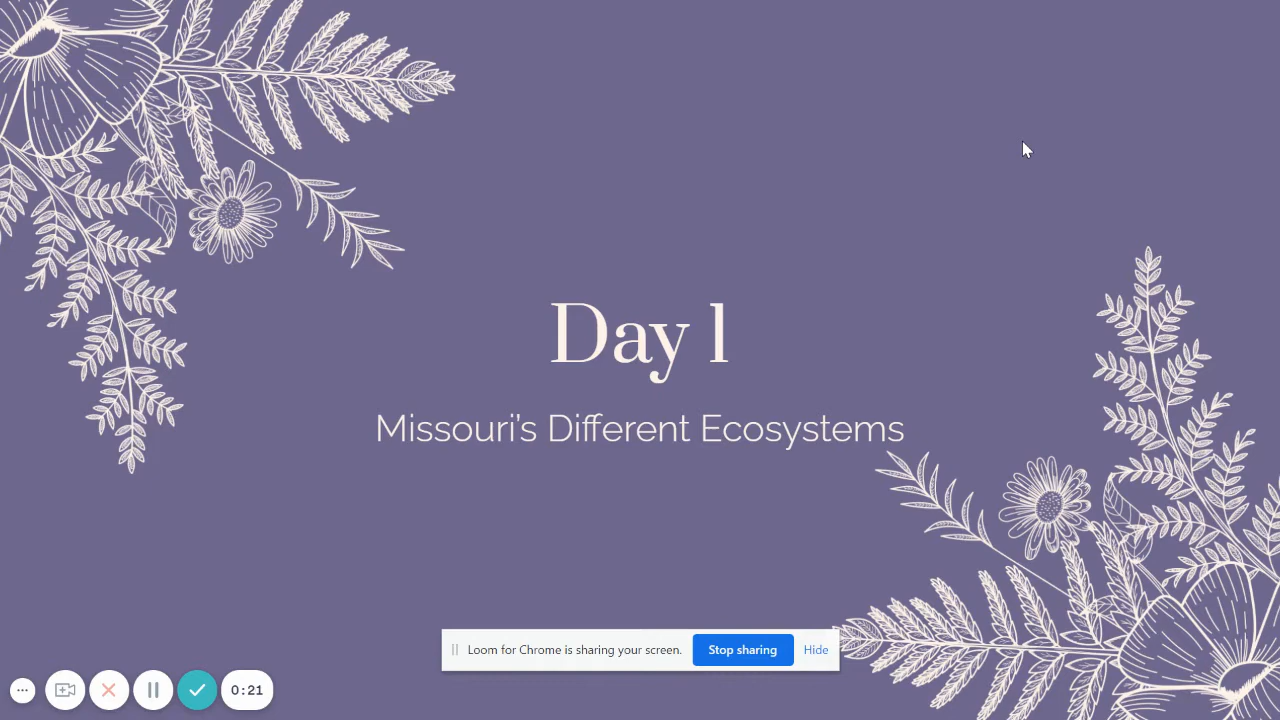 Day 1
Missouri's Different Ecosystems
Loom for Chrome is sharing your screen. Stop sharing Hide
0:21